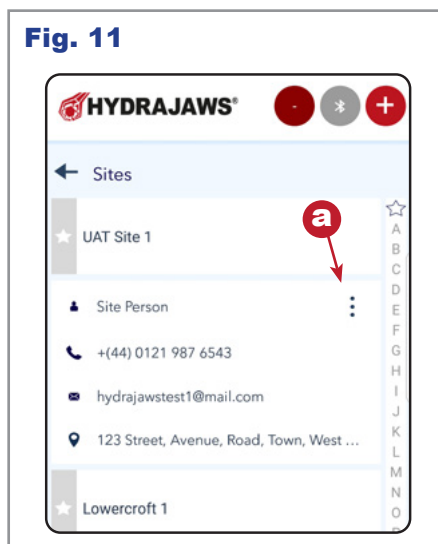 Fig. 11
HYDRAJAWS®
- +
← Sites
a
UAT Site 1
Site Person
+(44) 0121 987 6543
hydrajawstest1@mail.com
123 Street, Avenue, Road, Town, West ...
Lowercroft 1
A
B
C
D
E
F
G
H
I
J
K
L
M
N
O